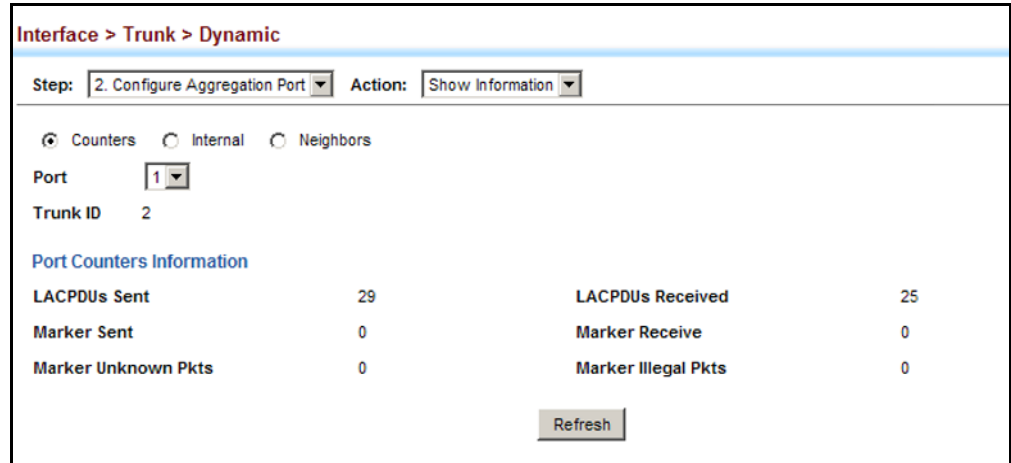 Interface > Trunk > Dynamic
Step: 2. Configure Aggregation Port Action: Show Information
Counters Internal Neighbors
Port 1
Trunk ID 2
Port Counters Information
LACPDUs Sent 29 LACPDUs Received 25
Marker Sent 0 Marker Receive 0
Marker Unknown Pkts 0 Marker Illegal Pkts 0
Refresh